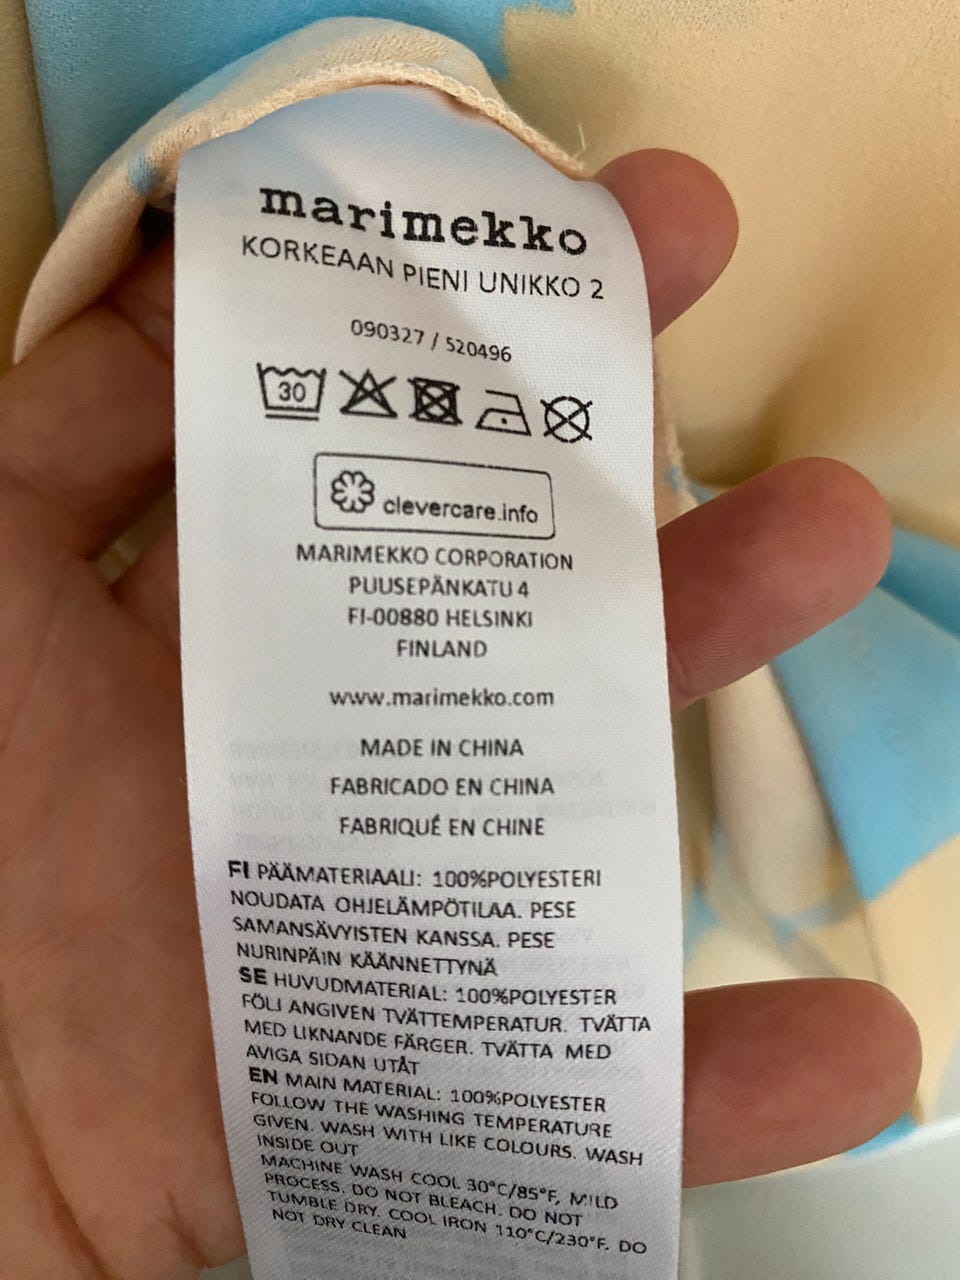 marimekko
KORKEAAN PIENI UNIKKO 2
090327 / 520496
30
clevercare.info
MARIMEKKO CORPORATION
PUUSEPÄNKATU 4
FI-00880 HELSINKI
FINLAND
www.marimekko.com
MADE IN CHINA
FABRICADO EN CHINA
FABRIQUÉ EN CHINE
FI PÄÄMATERIAALI: 100%POLYESTERI
NOUDATA OHJELÄMPÖTILAA. PESE
SAMANSÄVYISTEN KANSSA. PESE
NURINPÄIN KÄÄNNETTYNÄ
SE HUVUDMATERIAL: 100%POLYESTER
FÖLJ ANGIVEN TVÄTTEMPERATUR. TVÄTTA
MED LIKNANDE FÄRGER. TVÄTTA MED
AVIGA SIDAN UTÅT
EN MAIN MATERIAL: 100%POLYESTER
FOLLOW THE WASHING TEMPERATURE
GIVEN. WASH WITH LIKE COLOURS. WASH
INSIDE OUT
MACHINE WASH COOL 30°C/85°F, MILD
PROCESS. DO NOT BLEACH. DO NOT
TUMBLE DRY. COOL IRON 110°C/230°F. DO
NOT DRY CLEAN